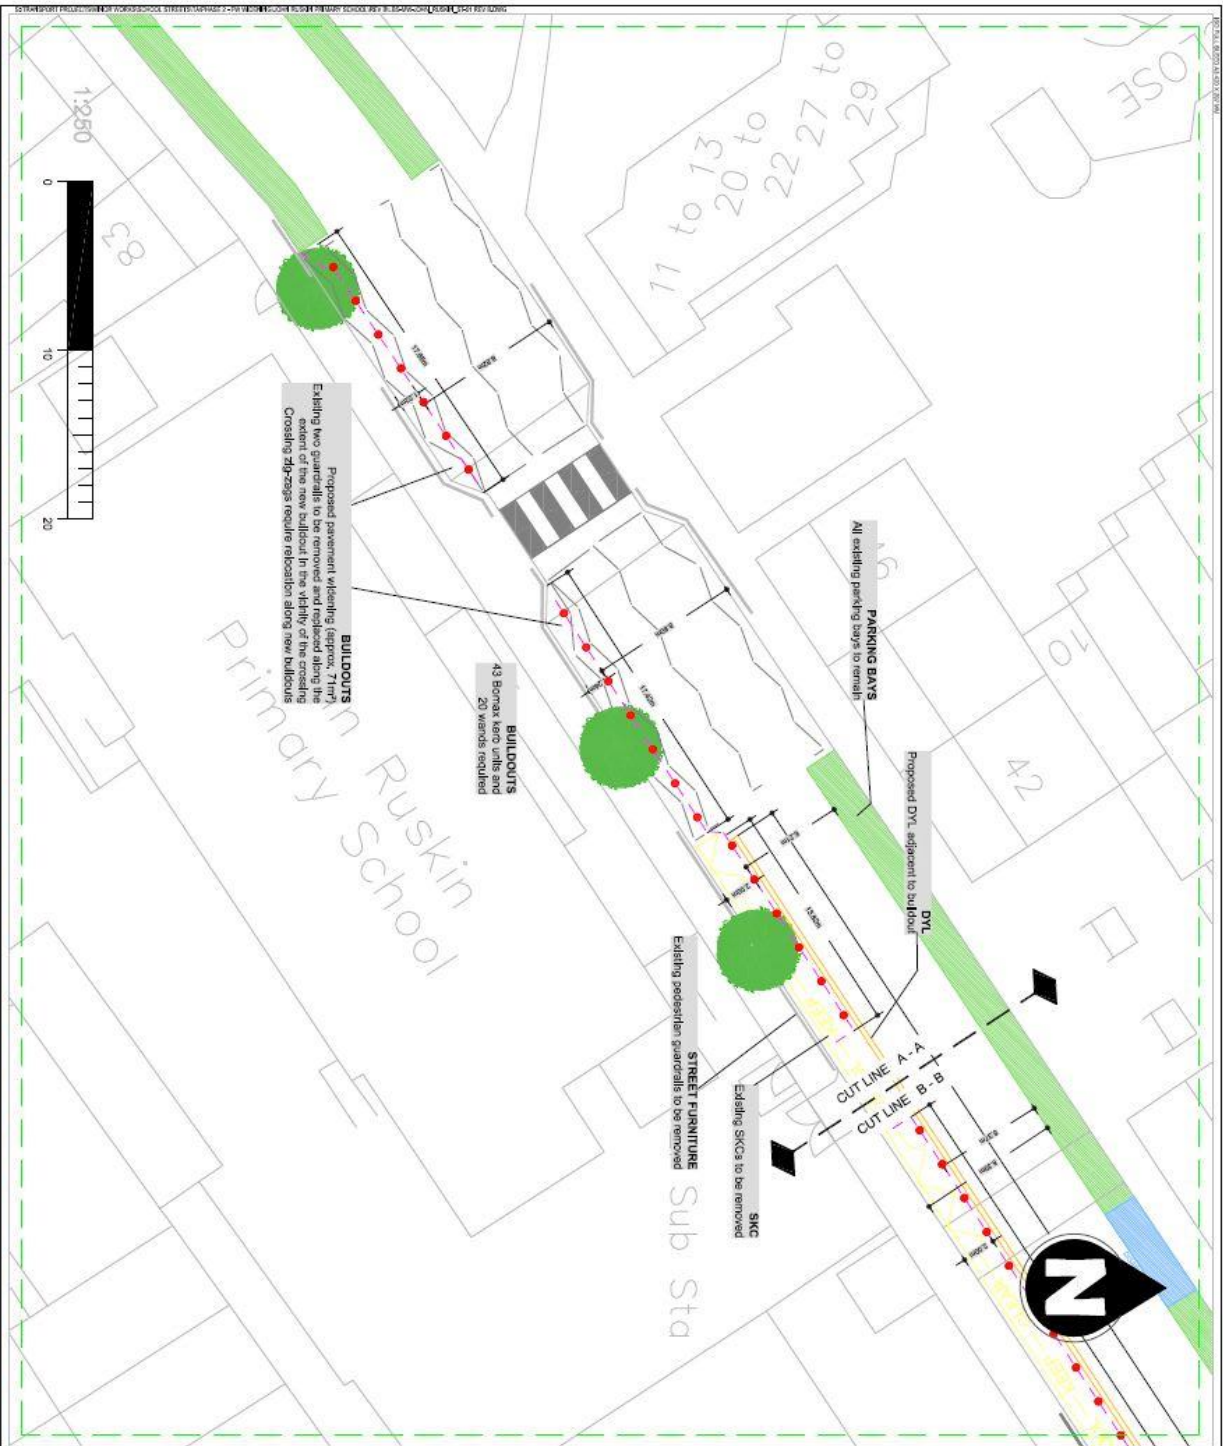 1:250
0
10
20
83
11 to 13
20 to
22 27 to
29
OSE
46
10
42
PARKING BAYS
All existing parking bays to remain
DYL
Proposed DYL adjacent to buildout
BUILDOUTS
Proposed pavement widening (approx. 71m²)
Existing two guardrails to be removed and replaced along the
extent of the new buildout in the vicinity of the crossing
Crossing zig-zags require relocation along new buildouts
BUILDOUTS
43 Bomax kerb units and
20 wands required
STREET FURNITURE
Existing pedestrian guardrails to be removed
SKC
Existing SKCs to be removed
CUT LINE A - A
CUT LINE B - B
Ruskin
Primary School
Sub Sta
N
2.00m